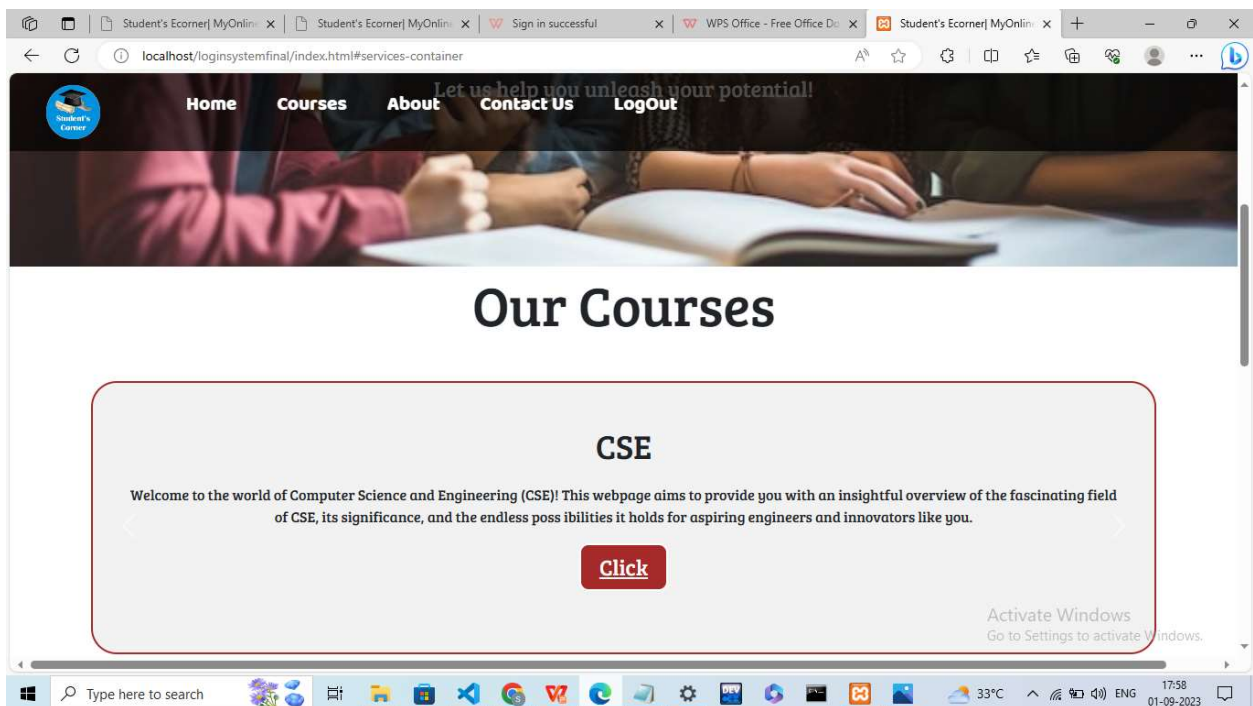 Student's Ecorner| MyOnline
Student's Ecorner| MyOnline
Sign in successful
WPS Office - Free Office Do
Student's Ecorner| MyOnline
localhost/loginsystemfinal/index.html#services-container
Let us help you unleash your potential!
Student's
Corner
Home Courses About Contact Us LogOut
Our Courses
CSE
Welcome to the world of Computer Science and Engineering (CSE)! This webpage aims to provide you with an insightful overview of the fascinating field
of CSE, its significance, and the endless poss ibilities it holds for aspiring engineers and innovators like you.
Click
Activate Windows
Go to Settings to activate Windows.
Type here to search
DEV
33°C
ENG
17:58
01-09-2023